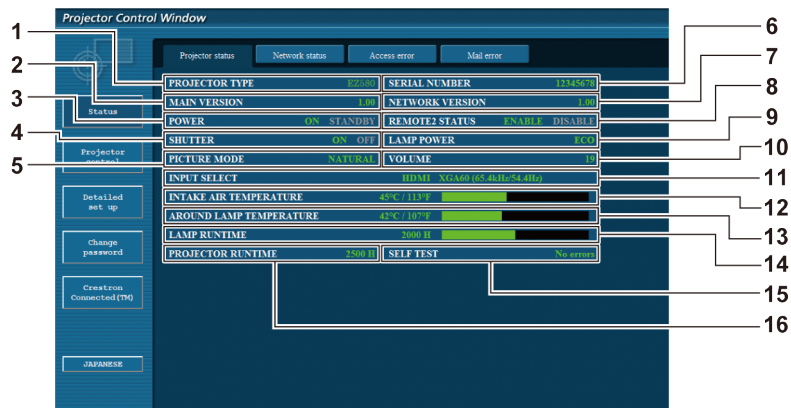 Projector Control Window
Projector status Network status Access error Mail error
PROJECTOR TYPE EZ580 SERIAL NUMBER 12345678
MAIN VERSION 1.00 NETWORK VERSION 1.00
POWER ON STANDBY REMOTE2 STATUS ENABLE DISABLE
SHUTTER ON OFF LAMP POWER ECO
PICTURE MODE NATURAL VOLUME 19
INPUT SELECT HDMI XGA60 (65.4kHz/54.4Hz)
INTAKE AIR TEMPERATURE 45°C / 113°F
AROUND LAMP TEMPERATURE 42°C / 107°F
LAMP RUNTIME 2000 H
PROJECTOR RUNTIME 2500 H SELF TEST No errors
Status
Projector
control
Detailed
set up
Change
password
Crestron
Connected(TM)
JAPANESE
1
2
3
4
5
6
7
8
9
10
11
12
13
14
15
16